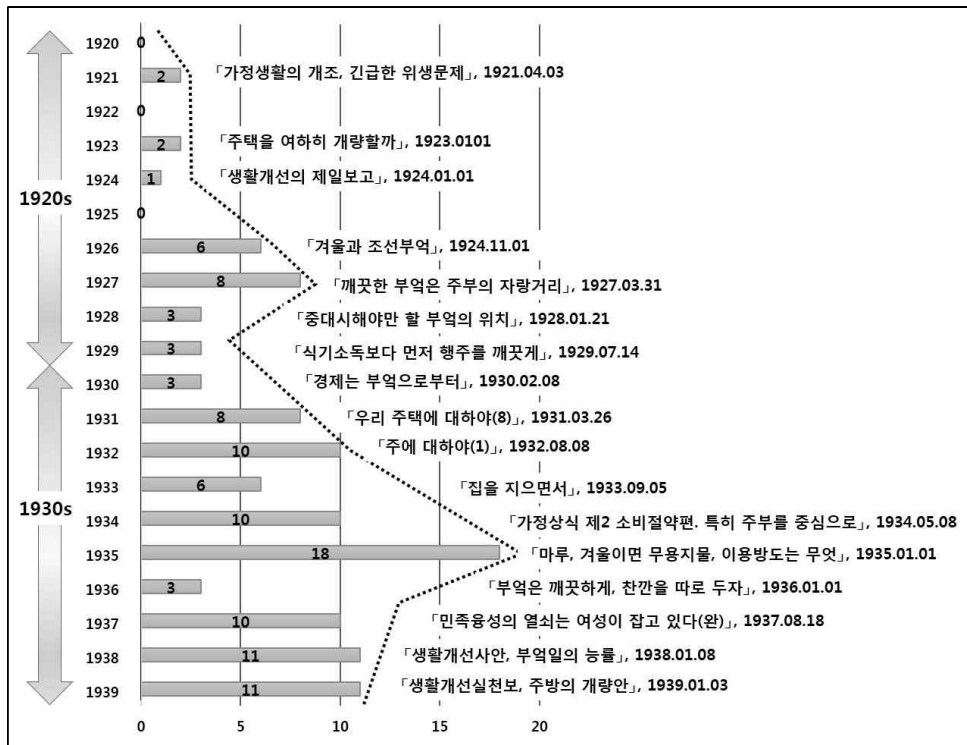 1920 0
1921 2 「가정생활의 개조, 긴급한 위생문제」, 1921.04.03
1922 0
1923 2 「주택을 여하히 개량할까」, 1923.0101
1924 1 「생활개선의 제일보고」, 1924.01.01
1920s
1925 0
1926 6 「겨울과 조선부엌」, 1924.11.01
1927 8 「깨끗한 부엌은 주부의 자랑거리」, 1927.03.31
1928 3 「중대시해야만 할 부엌의 위치」, 1928.01.21
1929 3 「식기소독보다 먼저 행주를 깨끗게」, 1929.07.14
1930 3 「경제는 부엌으로부터」, 1930.02.08
1931 8 「우리 주택에 대하야(8)」, 1931.03.26
1932 10 「주에 대하야(1)」, 1932.08.08
1933 6 「집을 지으면서」, 1933.09.05
1930s
1934 10 「가정상식 제2 소비절약편. 특히 주부를 중심으로」, 1934.05.08
1935 18 「마루, 겨울이면 무용지물, 이용방도는 무엇」, 1935.01.01
1936 3 「부엌은 깨끗하게, 찬깐을 따로 두자」, 1936.01.01
1937 10 「민족융성의 열쇠는 여성이 잡고 있다(완)」, 1937.08.18
1938 11 「생활개선사안, 부엌일의 능률」, 1938.01.08
1939 11 「생활개선실천보, 주방의 개량안」, 1939.01.03
0 5 10 15 20